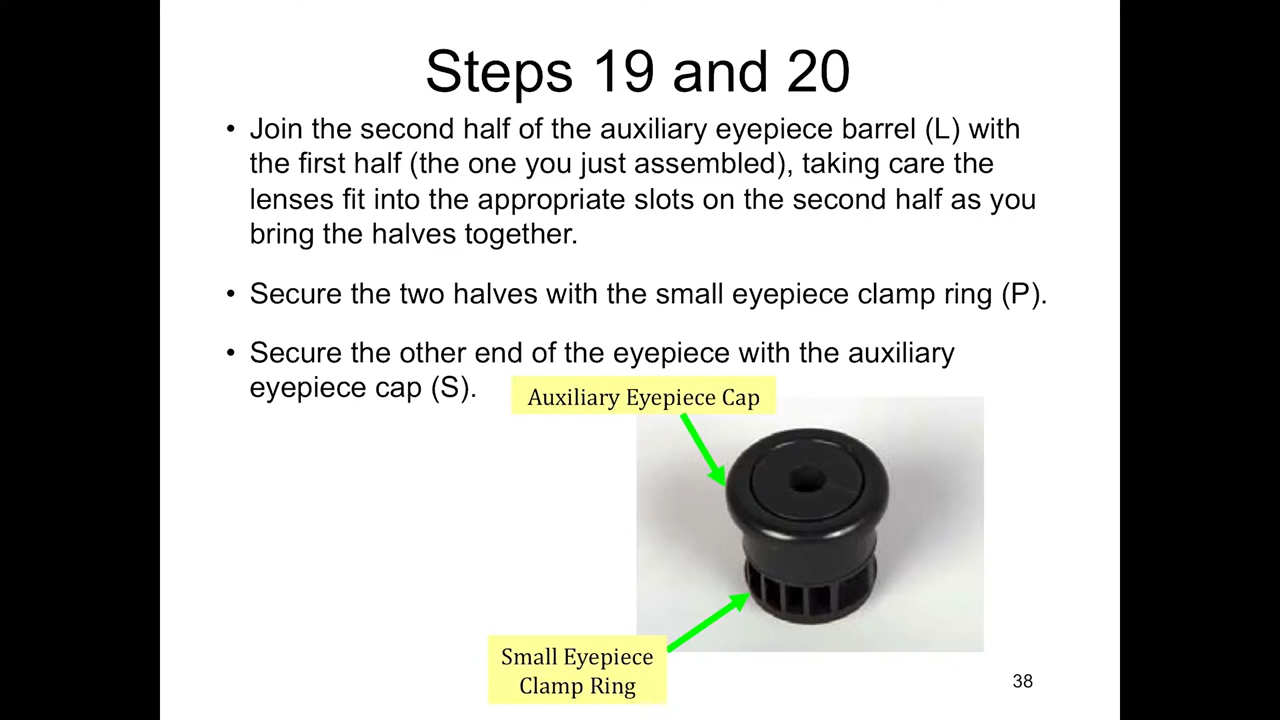 Steps 19 and 20
• Join the second half of the auxiliary eyepiece barrel (L) with
the first half (the one you just assembled), taking care the
lenses fit into the appropriate slots on the second half as you
bring the halves together.
• Secure the two halves with the small eyepiece clamp ring (P).
• Secure the other end of the eyepiece with the auxiliary
eyepiece cap (S).
Auxiliary Eyepiece Cap
Small Eyepiece
Clamp Ring
38